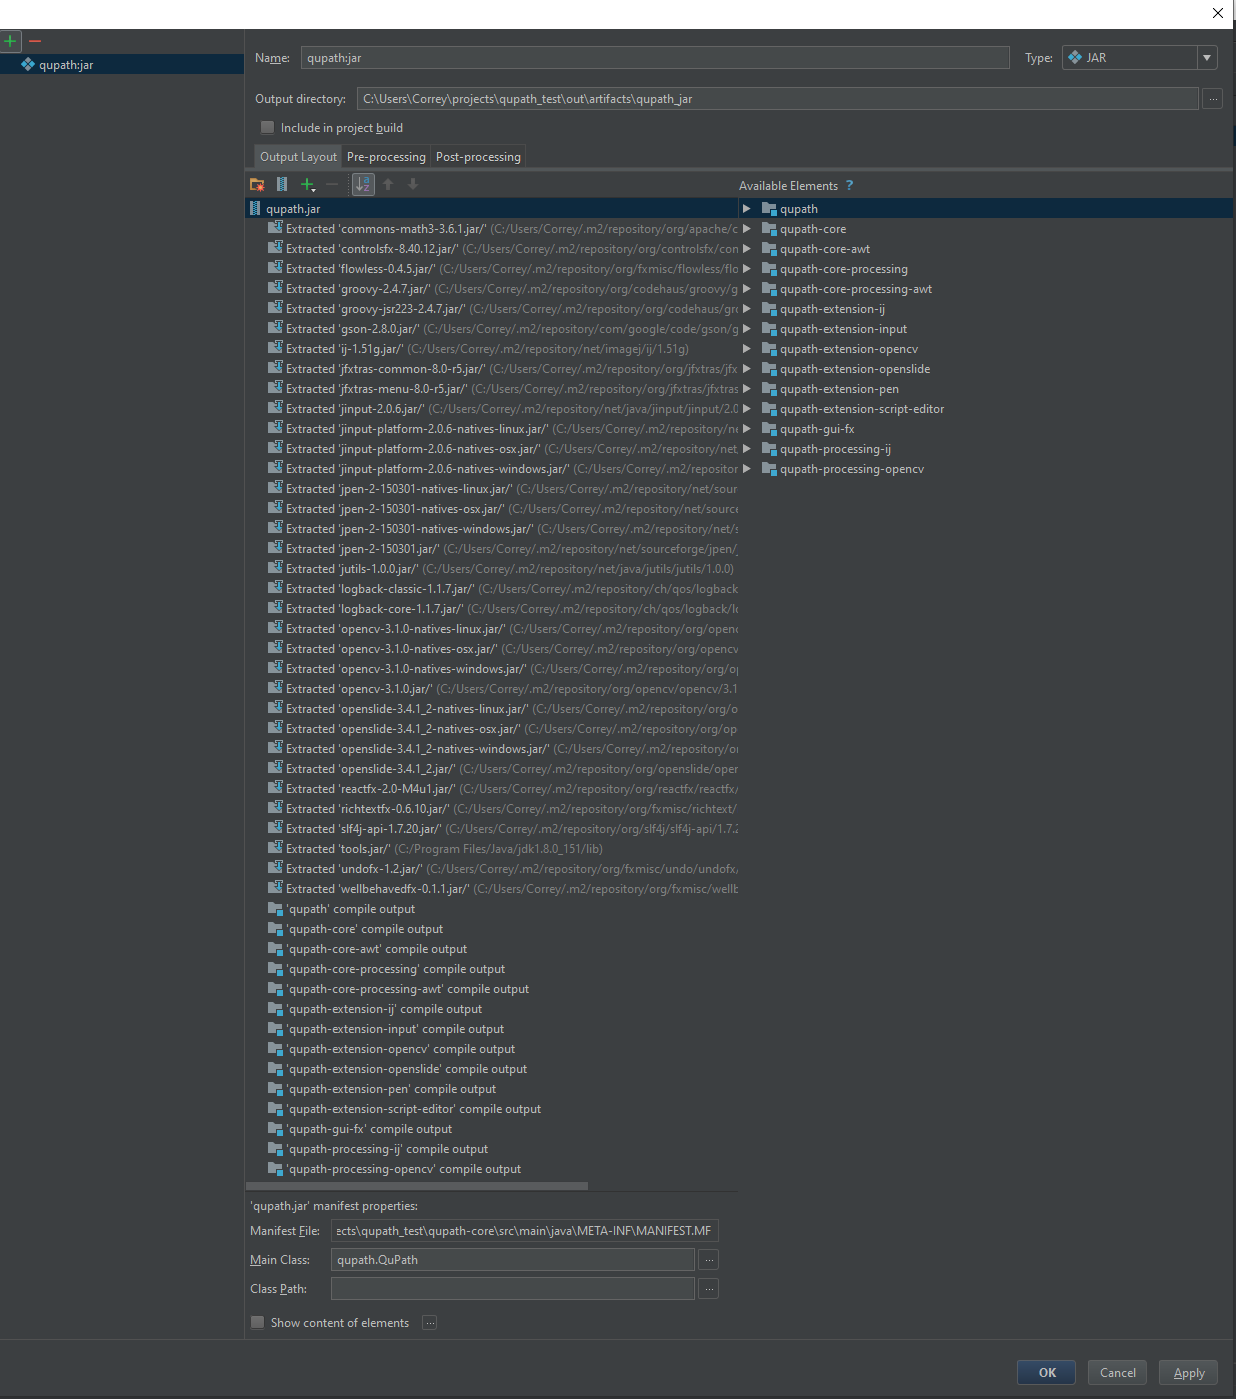 qupath:jar
Name: qupath:jar
Type: JAR
Output directory: C:\Users\Correy\projects\qupath_test\out\artifacts\qupath_jar
...
Include in project build
Output Layout Pre-processing Post-processing
Available Elements ?
qupath.jar
Extracted 'commons-math3-3.6.1.jar/' (C:/Users/Correy/.m2/repository/org/apache/c
Extracted 'controlsfx-8.40.12.jar/' (C:/Users/Correy/.m2/repository/org/controlsfx/con
Extracted 'flowless-0.4.5.jar/' (C:/Users/Correy/.m2/repository/org/fxmisc/flowless/flo
Extracted 'groovy-2.4.7.jar/' (C:/Users/Correy/.m2/repository/org/codehaus/groovy/g
Extracted 'groovy-jsr223-2.4.7.jar/' (C:/Users/Correy/.m2/repository/org/codehaus/gro
Extracted 'gson-2.8.0.jar/' (C:/Users/Correy/.m2/repository/com/google/code/gson/g
Extracted 'ij-1.51g.jar/' (C:/Users/Correy/.m2/repository/net/imagej/ij/1.51g)
Extracted 'jfxtras-common-8.0-r5.jar/' (C:/Users/Correy/.m2/repository/org/jfxtras/jfx
Extracted 'jfxtras-menu-8.0-r5.jar/' (C:/Users/Correy/.m2/repository/org/jfxtras/jfxtras
Extracted 'jinput-2.0.6.jar/' (C:/Users/Correy/.m2/repository/net/java/jinput/jinput/2.0
Extracted 'jinput-platform-2.0.6-natives-linux.jar/' (C:/Users/Correy/.m2/repository/ne
Extracted 'jinput-platform-2.0.6-natives-osx.jar/' (C:/Users/Correy/.m2/repository/net
Extracted 'jinput-platform-2.0.6-natives-windows.jar/' (C:/Users/Correy/.m2/repositor
Extracted 'jpen-2-150301-natives-linux.jar/' (C:/Users/Correy/.m2/repository/net/sour
Extracted 'jpen-2-150301-natives-osx.jar/' (C:/Users/Correy/.m2/repository/net/source
Extracted 'jpen-2-150301-natives-windows.jar/' (C:/Users/Correy/.m2/repository/net/s
Extracted 'jpen-2-150301.jar/' (C:/Users/Correy/.m2/repository/net/sourceforge/jpen/j
Extracted 'jutils-1.0.0.jar/' (C:/Users/Correy/.m2/repository/net/java/jutils/jutils/1.0.0)
Extracted 'logback-classic-1.1.7.jar/' (C:/Users/Correy/.m2/repository/ch/qos/logback
Extracted 'logback-core-1.1.7.jar/' (C:/Users/Correy/.m2/repository/ch/qos/logback/lo
Extracted 'opencv-3.1.0-natives-linux.jar/' (C:/Users/Correy/.m2/repository/org/openc
Extracted 'opencv-3.1.0-natives-osx.jar/' (C:/Users/Correy/.m2/repository/org/opencv
Extracted 'opencv-3.1.0-natives-windows.jar/' (C:/Users/Correy/.m2/repository/org/op
Extracted 'opencv-3.1.0.jar/' (C:/Users/Correy/.m2/repository/org/opencv/opencv/3.1
Extracted 'openslide-3.4.1_2-natives-linux.jar/' (C:/Users/Correy/.m2/repository/org/o
Extracted 'openslide-3.4.1_2-natives-osx.jar/' (C:/Users/Correy/.m2/repository/org/op
Extracted 'openslide-3.4.1_2-natives-windows.jar/' (C:/Users/Correy/.m2/repository/or
Extracted 'openslide-3.4.1_2.jar/' (C:/Users/Correy/.m2/repository/org/openslide/open
Extracted 'reactfx-2.0-M4u1.jar/' (C:/Users/Correy/.m2/repository/org/reactfx/reactfx/
Extracted 'richtextfx-0.6.10.jar/' (C:/Users/Correy/.m2/repository/org/fxmisc/richtext/
Extracted 'slf4j-api-1.7.20.jar/' (C:/Users/Correy/.m2/repository/org/slf4j/slf4j-api/1.7.2
Extracted 'tools.jar/' (C:/Program Files/Java/jdk1.8.0_151/lib)
Extracted 'undofx-1.2.jar/' (C:/Users/Correy/.m2/repository/org/fxmisc/undo/undofx/
Extracted 'wellbehavedfx-0.1.1.jar/' (C:/Users/Correy/.m2/repository/org/fxmisc/wellb
'qupath' compile output
'qupath-core' compile output
'qupath-core-awt' compile output
'qupath-core-processing' compile output
'qupath-core-processing-awt' compile output
'qupath-extension-ij' compile output
'qupath-extension-input' compile output
'qupath-extension-opencv' compile output
'qupath-extension-openslide' compile output
'qupath-extension-pen' compile output
'qupath-extension-script-editor' compile output
'qupath-gui-fx' compile output
'qupath-processing-ij' compile output
'qupath-processing-opencv' compile output
qupath
qupath-core
qupath-core-awt
qupath-core-processing
qupath-core-processing-awt
qupath-extension-ij
qupath-extension-input
qupath-extension-opencv
qupath-extension-openslide
qupath-extension-pen
qupath-extension-script-editor
qupath-gui-fx
qupath-processing-ij
qupath-processing-opencv
'qupath.jar' manifest properties:
Manifest File: ects\qupath_test\qupath-core\src\main\java\META-INF\MANIFEST.MF
Main Class: qupath.QuPath ...
Class Path: ...
Show content of elements ...
OK Cancel Apply